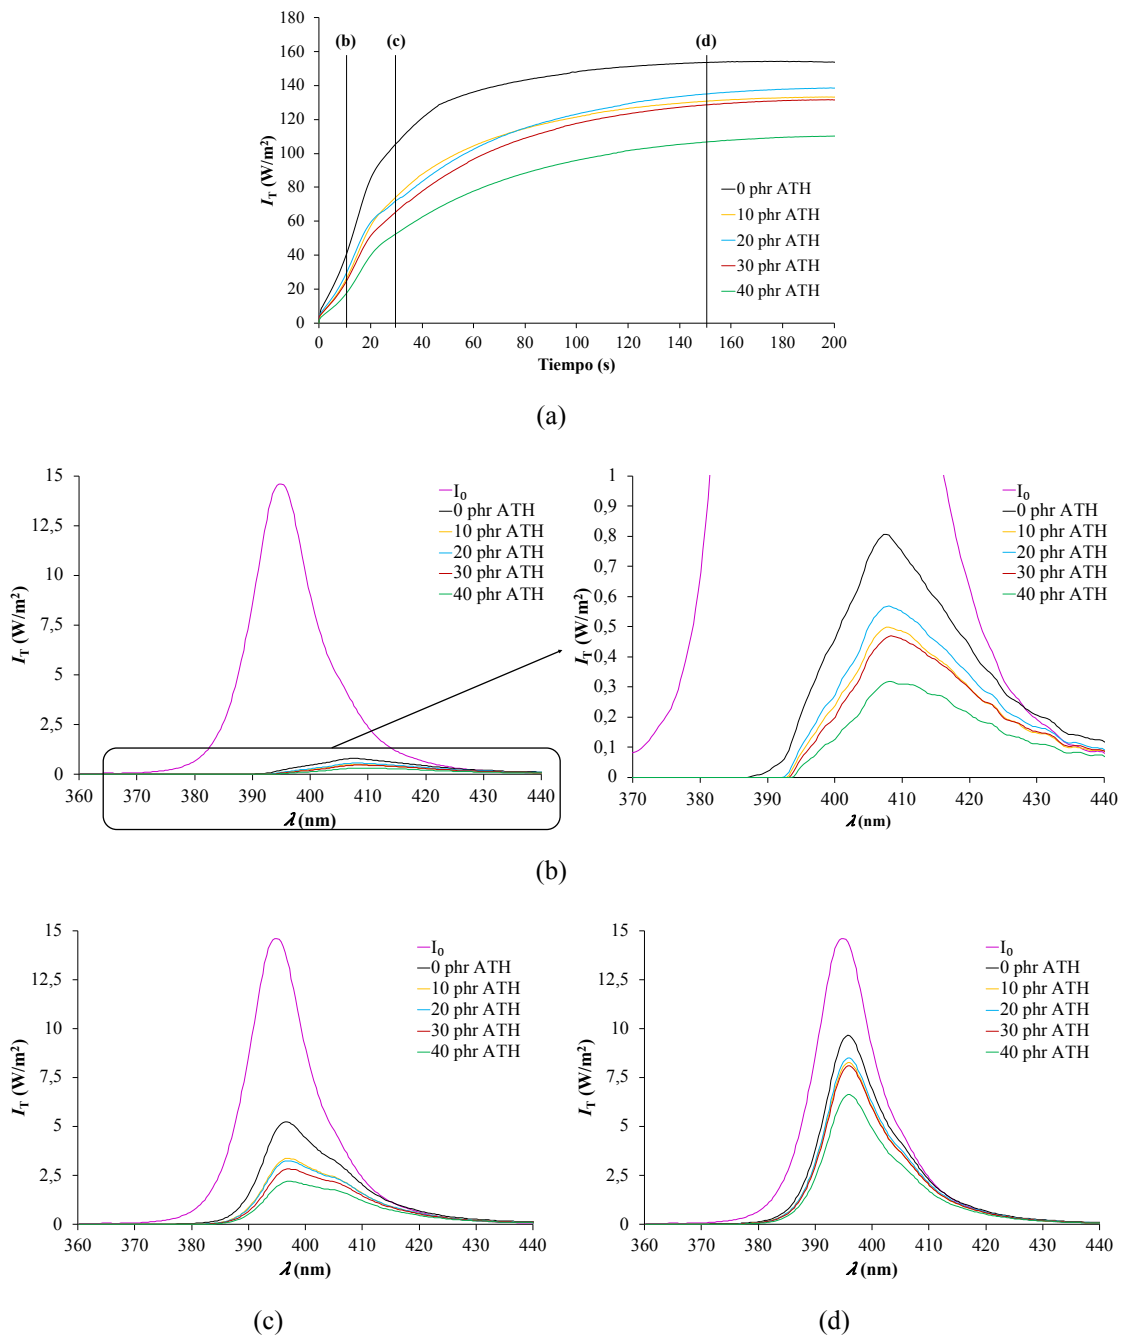 180
160
140
120
100
80
60
40
20
0
I_T (W/m²)
(b)
(c)
(d)
0 phr ATH
10 phr ATH
20 phr ATH
30 phr ATH
40 phr ATH
0 20 40 60 80 100 120 140 160 180 200
Tiempo (s)
(a)
15
12,5
10
7,5
5
2,5
0
I_T (W/m²)
I₀
0 phr ATH
10 phr ATH
20 phr ATH
30 phr ATH
40 phr ATH
360 370 380 390 400 410 420 430 440
λ (nm)
1
0,9
0,8
0,7
0,6
0,5
0,4
0,3
0,2
0,1
0
I_T (W/m²)
I₀
0 phr ATH
10 phr ATH
20 phr ATH
30 phr ATH
40 phr ATH
370 380 390 400 410 420 430 440
λ (nm)
(b)
15
12,5
10
7,5
5
2,5
0
I_T (W/m²)
I₀
0 phr ATH
10 phr ATH
20 phr ATH
30 phr ATH
40 phr ATH
360 370 380 390 400 410 420 430 440
λ (nm)
(c)
15
12,5
10
7,5
5
2,5
0
I_T (W/m²)
I₀
0 phr ATH
10 phr ATH
20 phr ATH
30 phr ATH
40 phr ATH
360 370 380 390 400 410 420 430 440
λ (nm)
(d)